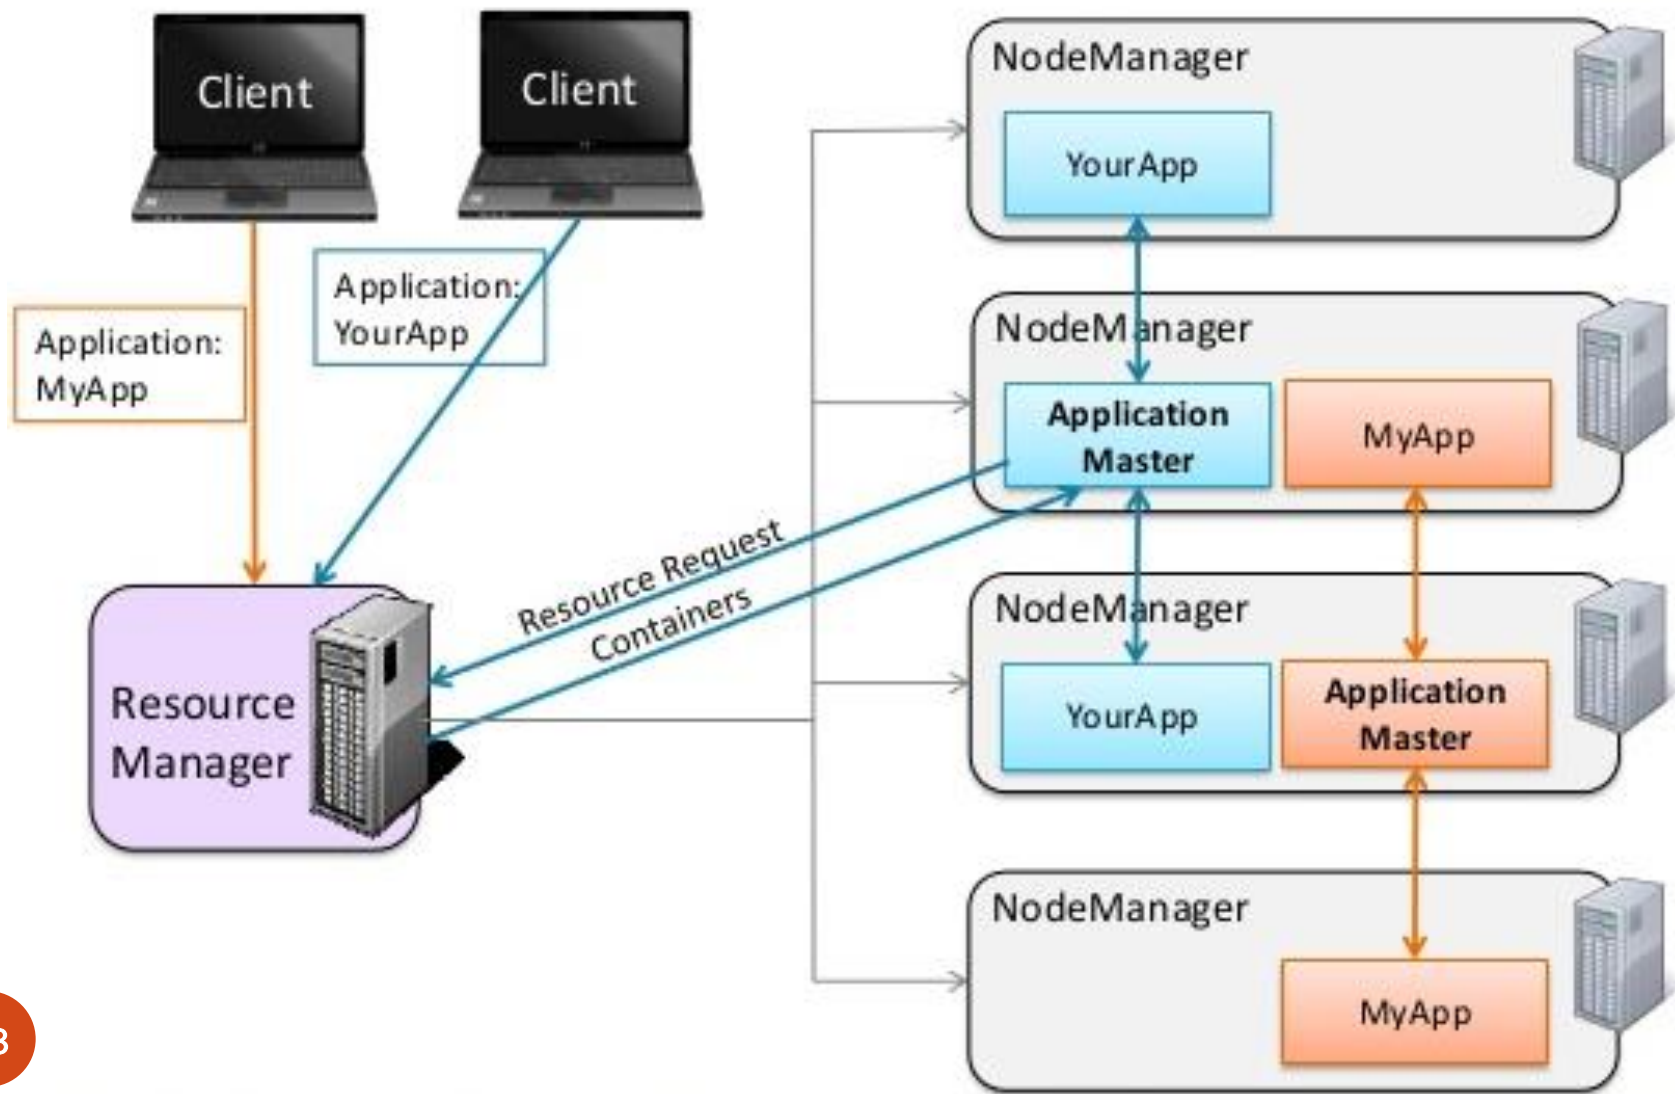 Client
Client
Application:
MyApp
Application:
YourApp
Resource
Manager
Resource Request
Containers
NodeManager
YourApp
NodeManager
Application
Master
MyApp
NodeManager
YourApp
Application
Master
NodeManager
MyApp